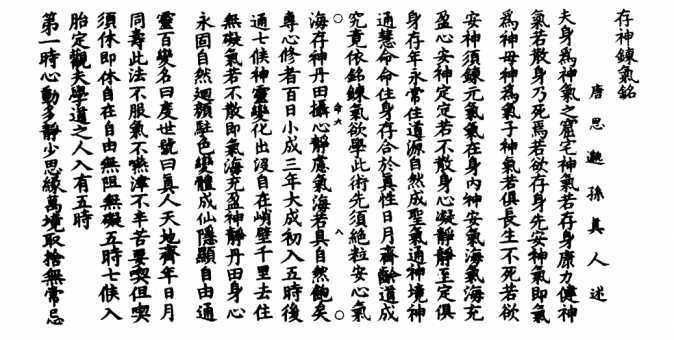 存神鍊氣銘
唐思邈孫真人述
夫身為神氣之窟宅神氣若存身康力健神
氣若散身乃死焉若欲存身先安神氣即氣
為神母神為氣子神氣若俱長生不死若欲
安神須鍊元氣氣在身內神安氣海氣海充
盈心安神定定若不散身心凝靜靜至定俱
身存年永常住道源自然成聖氣通神境神
通慧命命住身存合於真性日月齊齡道成
究竟依銘鍊氣欲學此術先須絕粒安心氣
海存神丹田攝心靜慮氣海若具自然飽矣
專心修者百日小成三年大成初入五時後
通七候神靈變化出沒自在峭壁千里去住
無礙氣若不散即氣海充盈神靜丹田身心
永固自然迴顏駐色變體成仙隱顯自由通
靈百變名曰度世號曰真人天地齊年日月
同壽此法不服氣不嚥津不辛苦要喫但喫
須休即休自在自由無阻無礙五時七候入
胎定觀夫學道之人入有五時
第一時心動多靜少思緣萬境取捨無常忌